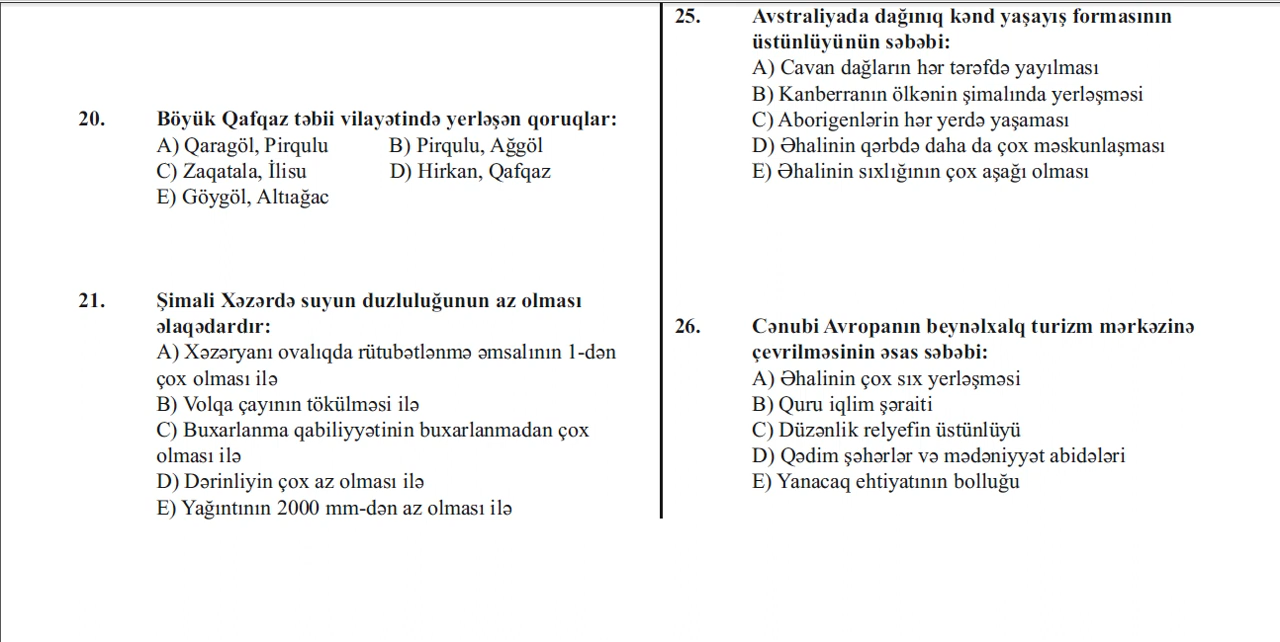 20. Böyük Qafqaz təbii vilayətində yerləşən qoruqlar:
A) Qaragöl, Pirqulu B) Pirqulu, Ağgöl
C) Zaqatala, İlisu D) Hirkan, Qafqaz
E) Göygöl, Altıağac
21. Şimali Xəzərdə suyun duzluluğunun az olması
əlaqədardır:
A) Xəzəryanı ovalıqda rütubətlənmə əmsalının 1-dən
çox olması ilə
B) Volqa çayının tökülməsi ilə
C) Buxarlanma qabiliyyətinin buxarlanmadan çox
olması ilə
D) Dərinliyin çox az olması ilə
E) Yağıntının 2000 mm-dən az olması ilə
25. Avstraliyada dağınıq kənd yaşayış formasının
üstünlüyünün səbəbi:
A) Cavan dağların hər tərəfdə yayılması
B) Kanberranın ölkənin şimalında yerləşməsi
C) Aborigenlərin hər yerdə yaşaması
D) Əhalinin qərbdə daha da çox məskunlaşması
E) Əhalinin sıxlığının çox aşağı olması
26. Cənubi Avropanın beynəlxalq turizm mərkəzinə
çevrilməsinin əsas səbəbi:
A) Əhalinin çox sıx yerləşməsi
B) Quru iqlim şəraiti
C) Düzənlik relyefin üstünlüyü
D) Qədim şəhərlər və mədəniyyət abidələri
E) Yanacaq ehtiyatının bolluğu